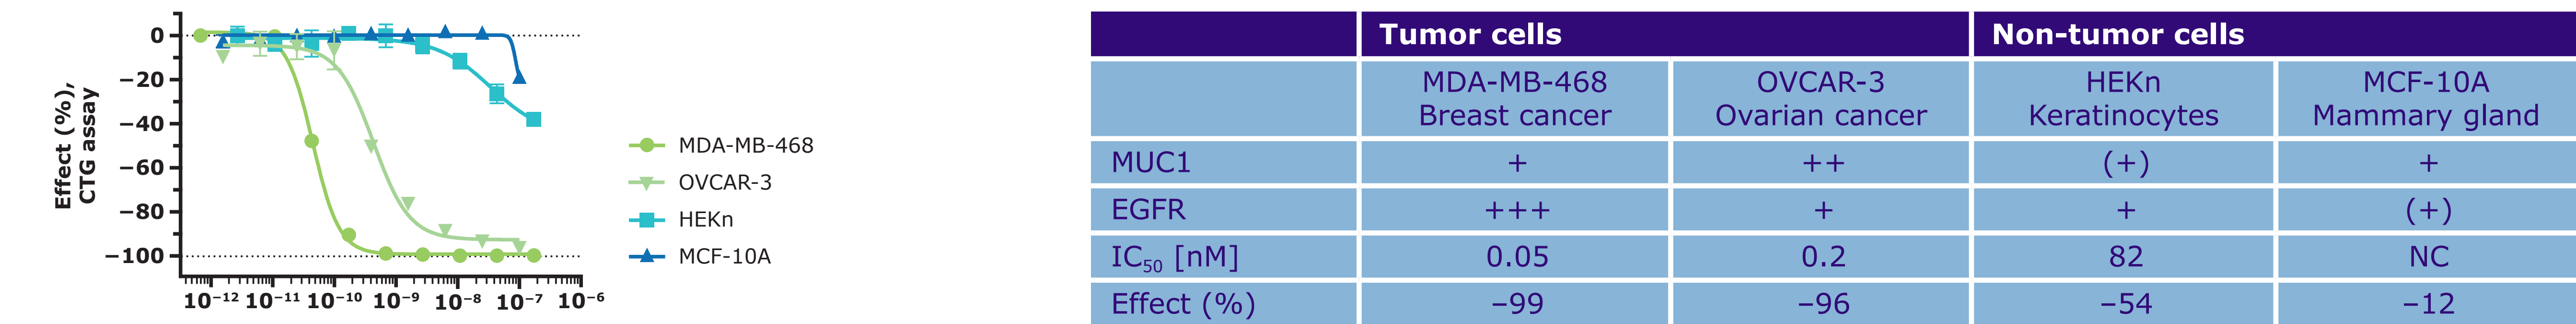 Effect (%),
CTG assay
0
−20
−40
−60
−80
−100
10⁻¹² 10⁻¹¹ 10⁻¹⁰ 10⁻⁹ 10⁻⁸ 10⁻⁷ 10⁻⁶
MDA-MB-468
OVCAR-3
HEKn
MCF-10A
Tumor cells Non-tumor cells
MDA-MB-468 OVCAR-3 HEKn MCF-10A
Breast cancer Ovarian cancer Keratinocytes Mammary gland
MUC1 + ++ (+) +
EGFR +++ + + (+)
IC₅₀ [nM] 0.05 0.2 82 NC
Effect (%) −99 −96 −54 −12